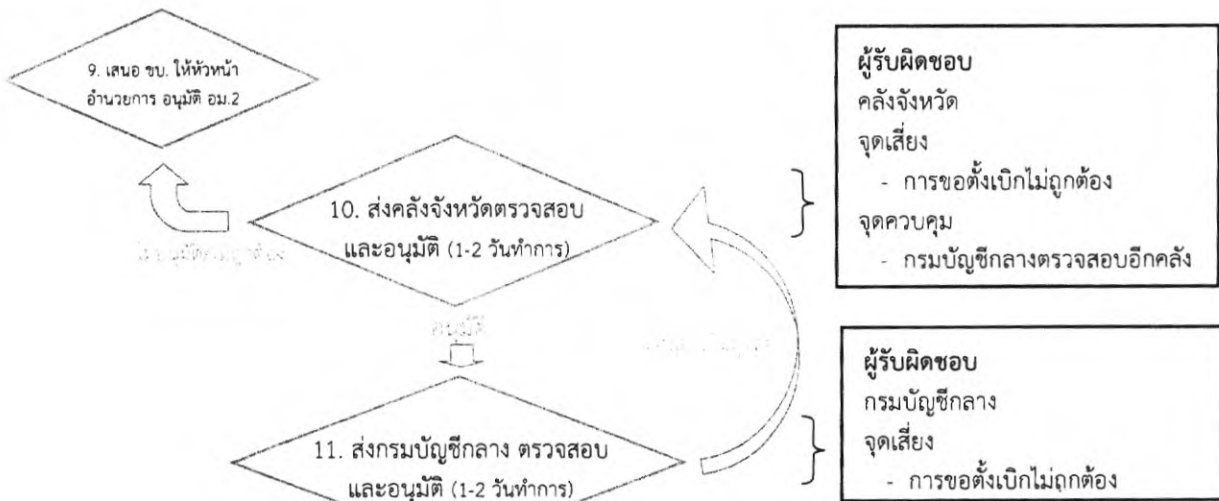 9. เสนอ ขบ. ให้หัวหน้า
อำนวยการ อนุมัติ อม.2
10. ส่งคลังจังหวัดตรวจสอบ
และอนุมัติ (1-2 วันทำการ)
อนุมัติ
11. ส่งกรมบัญชีกลาง ตรวจสอบ
และอนุมัติ (1-2 วันทำการ)
ผู้รับผิดชอบ
คลังจังหวัด
จุดเสี่ยง
- การขอตั้งเบิกไม่ถูกต้อง
จุดควบคุม
- กรมบัญชีกลางตรวจสอบอีกคลัง
ผู้รับผิดชอบ
กรมบัญชีกลาง
จุดเสี่ยง
- การขอตั้งเบิกไม่ถูกต้อง